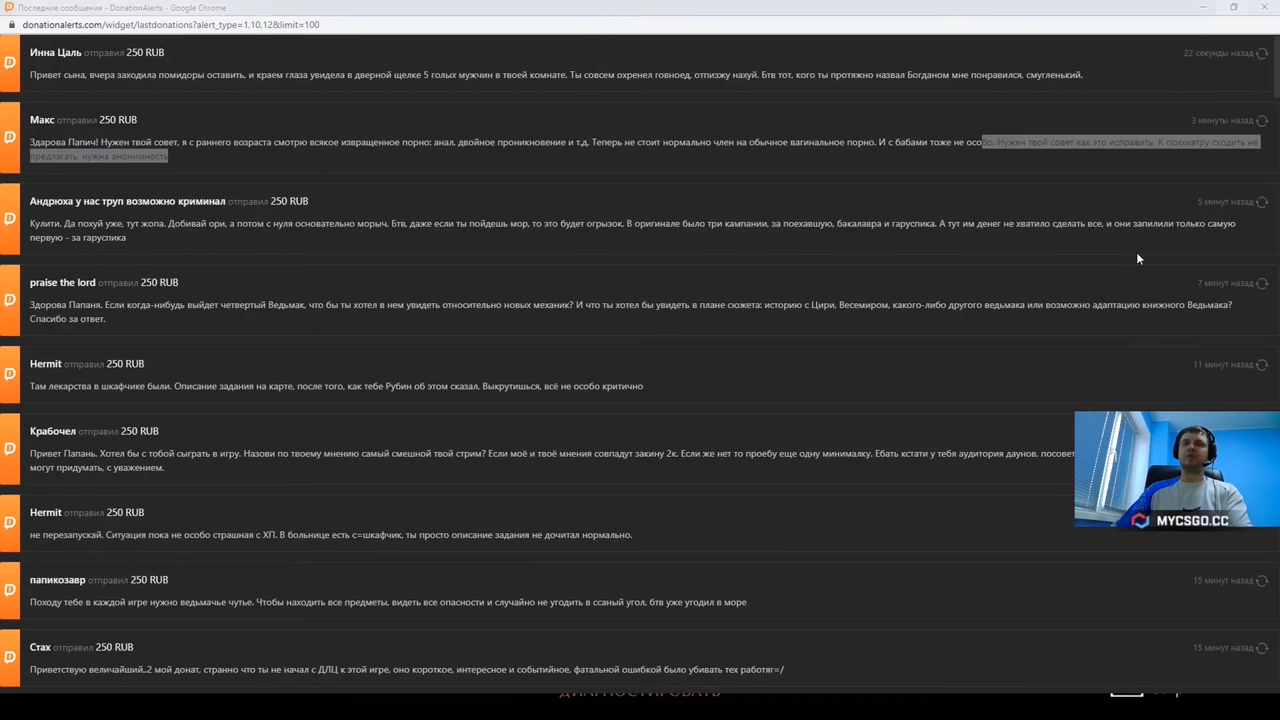 Последние сообщения - DonationAlerts - Google Chrome
donationalerts.com/widget/lastdonations?alert_type=1,10,12&limit=100
Инна Цаль отправил 250 RUB
22 секунды назад
Привет сына, вчера заходила помидоры оставить, и краем глаза увидела в дверной щелке 5 голых мужчин в твоей комнате. Ты совсем охренел говноед, отпизжу нахуй. Бтв тот, кого ты протяжно назвал Богданом мне понравился, смугленький.
Макс отправил 250 RUB
3 минуты назад
Здарова Папич! Нужен твой совет, я с раннего возраста смотрю всякое извращенное порно: анал, двойное проникновение и т.д. Теперь не стоит нормально член на обычное вагинальное порно. И с бабами тоже не особо. Нужен твой совет как это исправить. К психиатру сходить не
предлагать, нужна анонимность
Андрюха у нас труп возможно криминал отправил 250 RUB
5 минут назад
Кулити. Да похуй уже, тут жопа. Добивай ори, а потом с нуля основательно морыч. Бтв, даже если ты пойдешь мор, то это будет огрызок. В оригинале было три кампании, за поехавшую, бакалавра и гаруспика. А тут им денег не хватило сделать все, и они запилили только самую
первую - за гаруспика
praise the lord отправил 250 RUB
7 минут назад
Здорова Папаня. Если когда-нибудь выйдет четвертый Ведьмак, что бы ты хотел в нем увидеть относительно новых механик? И что ты хотел бы увидеть в плане сюжета: историю с Цири, Весемиром, какого-либо другого ведьмака или возможно адаптацию книжного Ведьмака?
Спасибо за ответ.
Hermit отправил 250 RUB
11 минут назад
Там лекарства в шкафчике были. Описание задания на карте, после того, как тебе Рубин об этом сказал. Выкрутишься, всё не особо критично
Крабочел отправил 250 RUB
Привет Папань. Хотел бы с тобой сыграть в игру. Назови по твоему мнению самый смешной твой стрим? Если моё и твоё мнения совпадут закину 2к. Если же нет то проебу еще одну минималку. Ебать кстати у тебя аудитория даунов, посовет
могут придумать, с уважением.
Hermit отправил 250 RUB
не перезапускай. Ситуация пока не особо страшная с ХП. В больнице есть с=шкафчик, ты просто описание задания не дочитал нормально.
MYCSGO.CC
папикозавр отправил 250 RUB
15 минут назад
Походу тебе в каждой игре нужно ведьмачье чутье. Чтобы находить все предметы, видеть все опасности и случайно не угодить в ссаный угол, бтв уже угодил в море
Стах отправил 250 RUB
15 минут назад
Приветствую величайший..2 мой донат, странно что ты не начал с ДЛЦ к этой игре, оно короткое, интересное и событийное, фатальной ошибкой было убивать тех работяг=/
ДИАГНОСТИРОВАТЬ